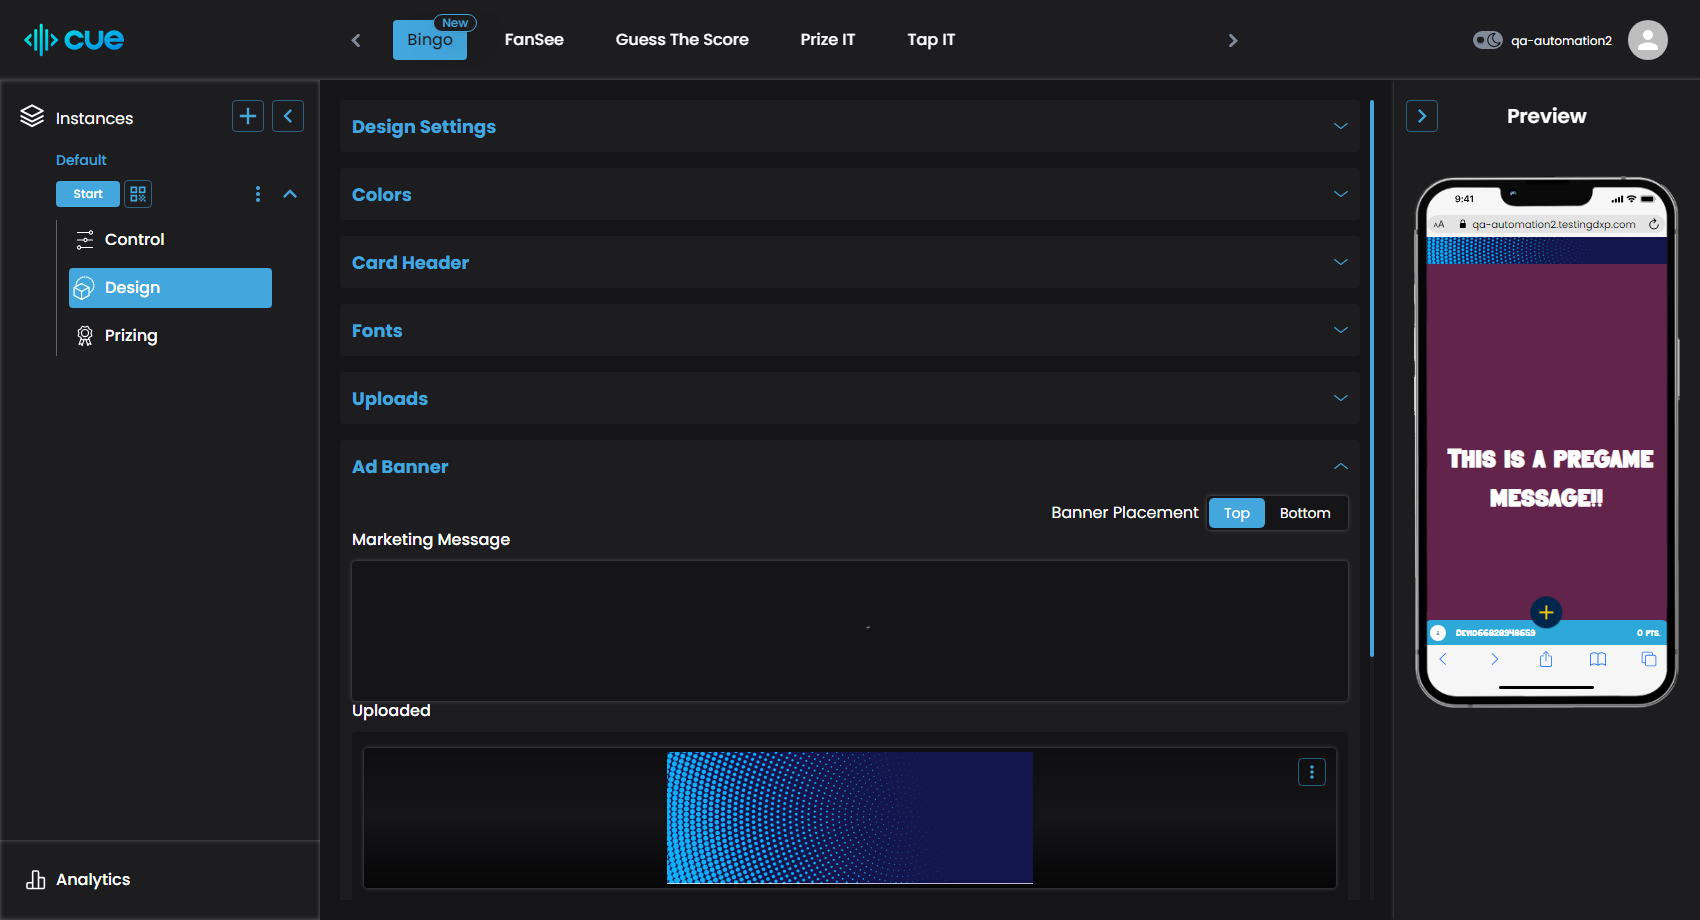 cue
Bingo
New
FanSee
Guess The Score
Prize IT
Tap IT
qa-automation2
Instances
Default
Start
Control
Design
Prizing
Analytics
Design Settings
Colors
Card Header
Fonts
Uploads
Ad Banner
Banner Placement
Top
Bottom
Marketing Message
-
Uploaded
Preview
9:41
AA
qa-automation2.testingdxp.com
THIS IS A PREGAME
MESSAGE!!
0 PTS.